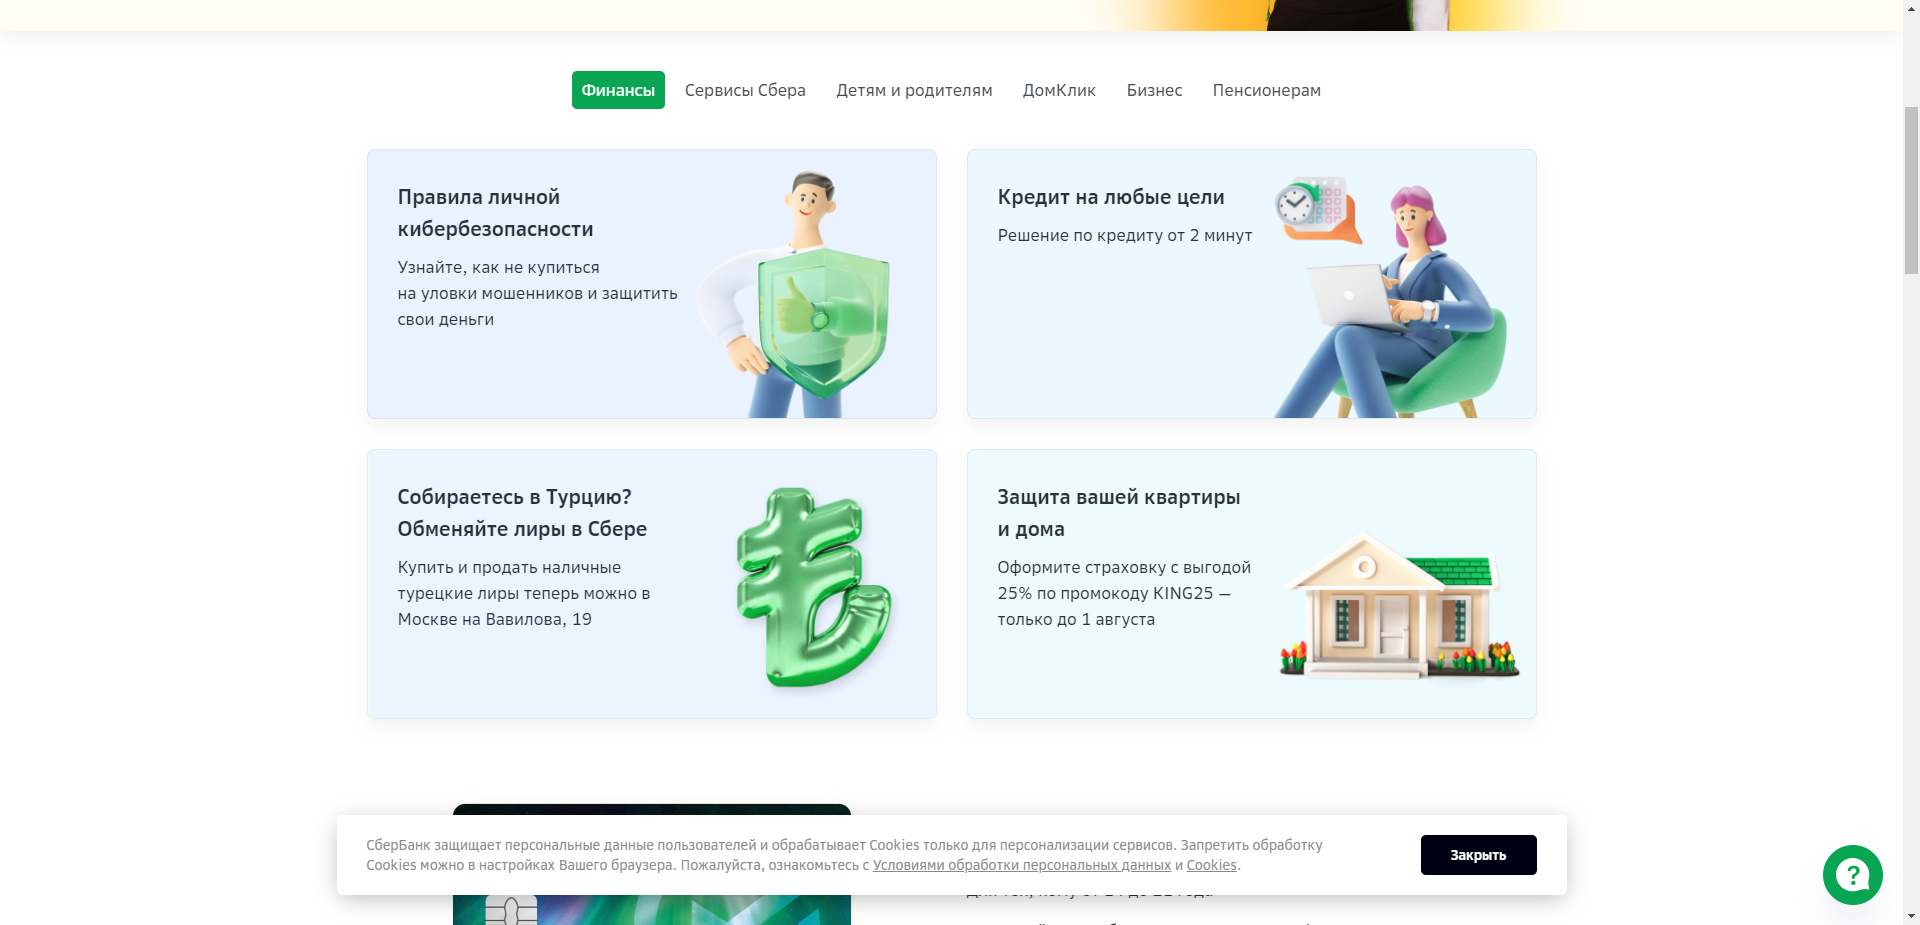 Финансы
Сервисы Сбера
Детям и родителям
ДомКлик
Бизнес
Пенсионерам
Правила личной
кибербезопасности
Узнайте, как не купиться
на уловки мошенников и защитить
свои деньги
Кредит на любые цели
Решение по кредиту от 2 минут
Собираетесь в Турцию?
Обменяйте лиры в Сбере
Купить и продать наличные
турецкие лиры теперь можно в
Москве на Вавилова, 19
Защита вашей квартиры
и дома
Оформите страховку с выгодой
25% по промокоду KING25 —
только до 1 августа
СберБанк защищает персональные данные пользователей и обрабатывает Cookies только для персонализации сервисов. Запретить обработку
Cookies можно в настройках Вашего браузера. Пожалуйста, ознакомьтесь с Условиями обработки персональных данных и Cookies.
Закрыть